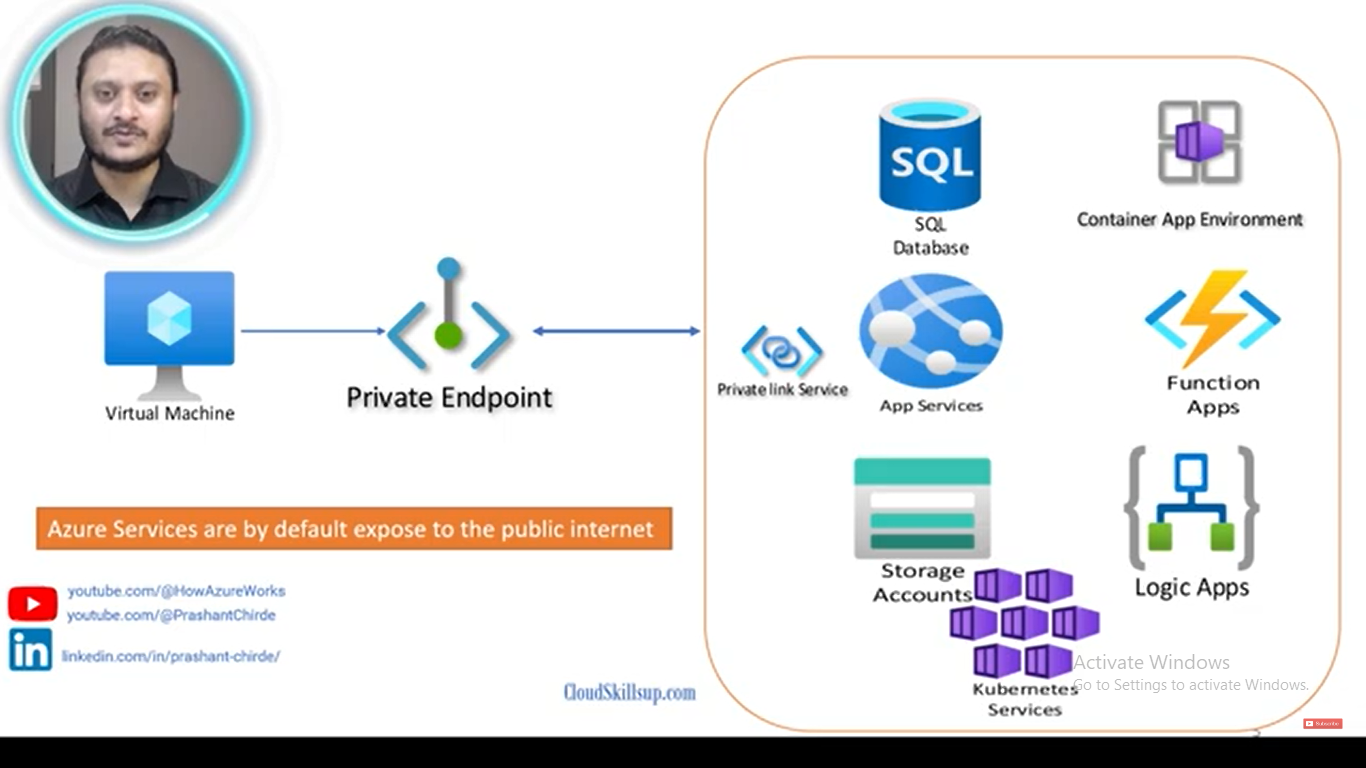 SQL
SQL
Database
Container App Environment
Virtual Machine
Private Endpoint
Private link Service
App Services
Function
Apps
Azure Services are by default expose to the public internet
Storage
Accounts
Logic Apps
youtube.com/@HowAzureWorks
youtube.com/@PrashantChirde
in
linkedin.com/in/prashant-chirde/
CloudSkillsup.com
Kubernetes
Services
Activate Windows
Go to Settings to activate Windows.
Subscribe